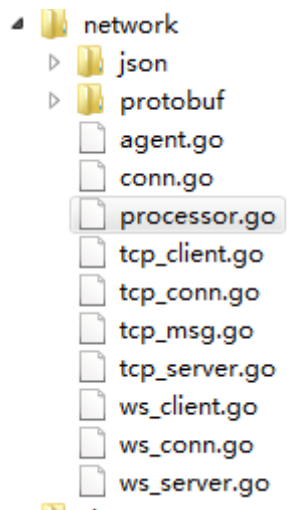 network
json
protobuf
agent.go
conn.go
processor.go
tcp_client.go
tcp_conn.go
tcp_msg.go
tcp_server.go
ws_client.go
ws_conn.go
ws_server.go